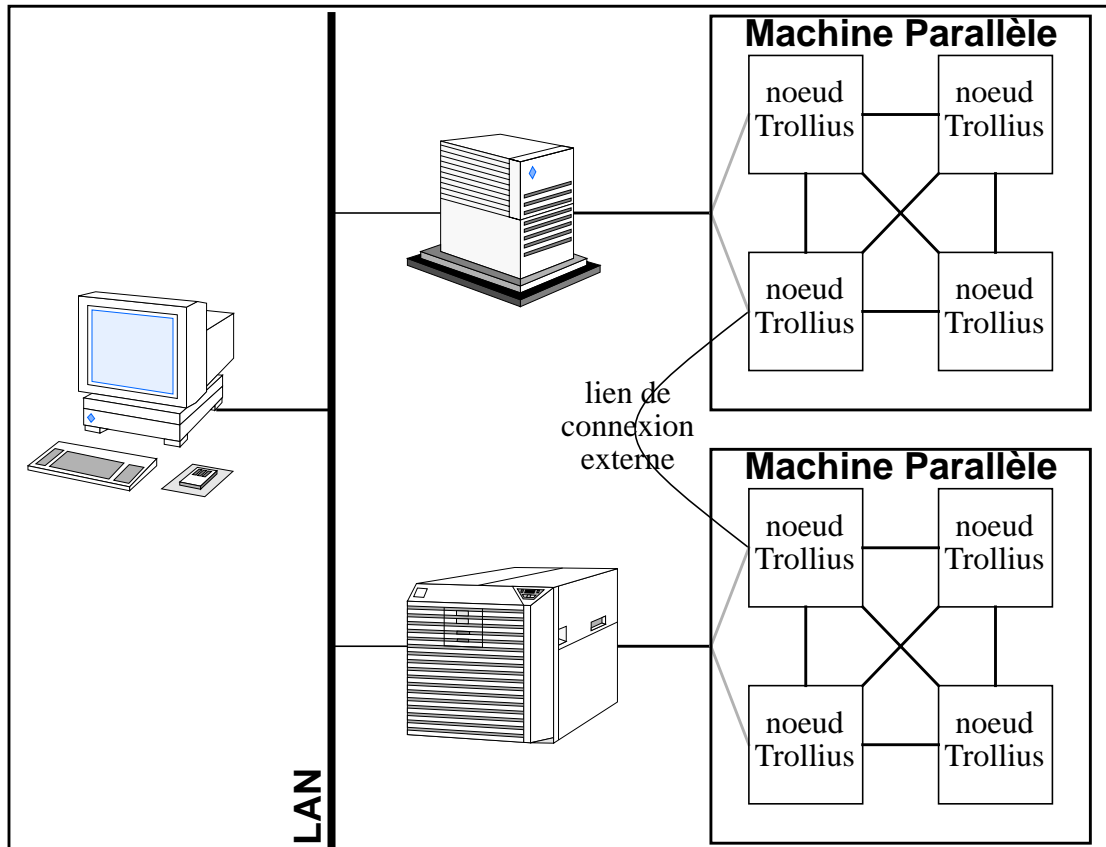 Machine Parallèle
noeud
Trollius
noeud
Trollius
noeud
Trollius
noeud
Trollius
lien de
connexion
externe
Machine Parallèle
noeud
Trollius
noeud
Trollius
noeud
Trollius
noeud
Trollius
LAN